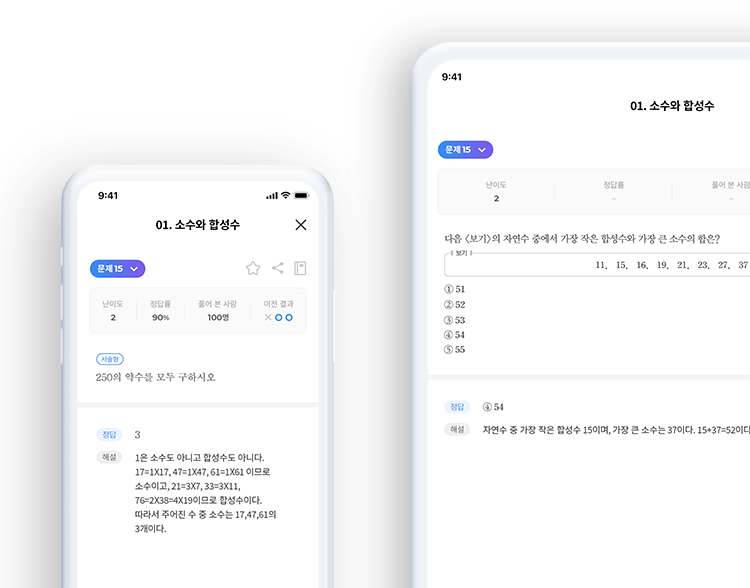 9:41
01. 소수와 합성수
문제 15
난이도
정답률
풀어 본 사람
이전 결과
2
90%
100명
서술형
250의 약수를 모두 구하시오
정답
3
해설
1은 소수도 아니고 합성수도 아니다.
17=1X17, 47=1X47, 61=1X61 이므로
소수이고, 21=3X7, 33=3X11,
76=2X38=4X19이므로 합성수이다.
따라서 주어진 수 중 소수는 17,47,61의
3개이다.
9:41
01. 소수와 합성수
문제 15
난이도
정답률
풀어 본 사람
2
–
–
다음 〈보기〉의 자연수 중에서 가장 작은 합성수와 가장 큰 소수의 합은?
보기
11, 15, 16, 19, 21, 23, 27, 37
① 51
② 52
③ 53
④ 54
⑤ 55
정답
④ 54
해설
자연수 중 가장 작은 합성수 15이며, 가장 큰 소수는 37이다. 15+37=52이다